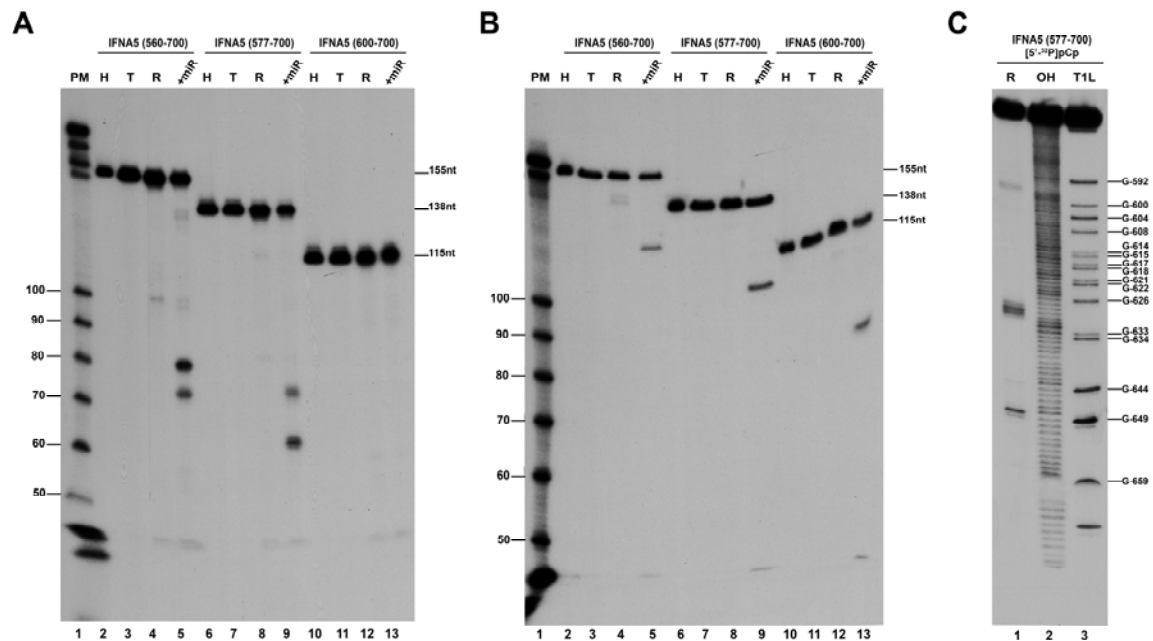 A
IFNA5 (560-700) IFNA5 (577-700) IFNA5 (600-700)
PM H T R +miR H T R +miR H T R +miR
155nt
138nt
115nt
100
90
80
70
60
50
1 2 3 4 5 6 7 8 9 10 11 12 13
B
IFNA5 (560-700) IFNA5 (577-700) IFNA5 (600-700)
PM H T R +miR H T R +miR H T R +miR
155nt
138nt
115nt
100
90
80
70
60
50
1 2 3 4 5 6 7 8 9 10 11 12 13
C
IFNA5 (577-700)
[5'-32P]pCp
R OH T1L
G-592
G-600
G-604
G-608
G-614
G-615
G-617
G-618
G-621
G-622
G-626
G-633
G-634
G-644
G-649
G-659
1 2 3